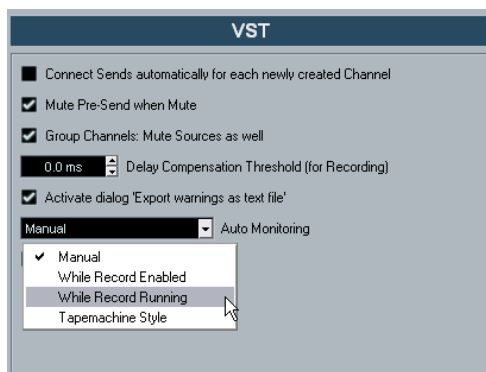 VST
Connect Sends automatically for each newly created Channel
Mute Pre-Send when Mute
Group Channels: Mute Sources as well
0.0 ms Delay Compensation Threshold (for Recording)
Activate dialog 'Export warnings as text file'
Manual Auto Monitoring
Manual
While Record Enabled
While Record Running
Tapemachine Style